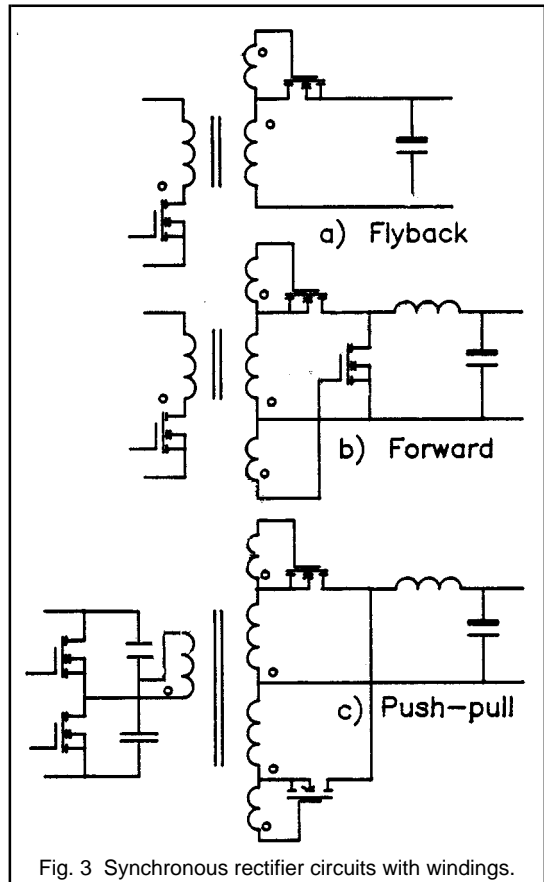 a) Flyback
b) Forward
c) Push-pull
Fig. 3 Synchronous rectifier circuits with windings.